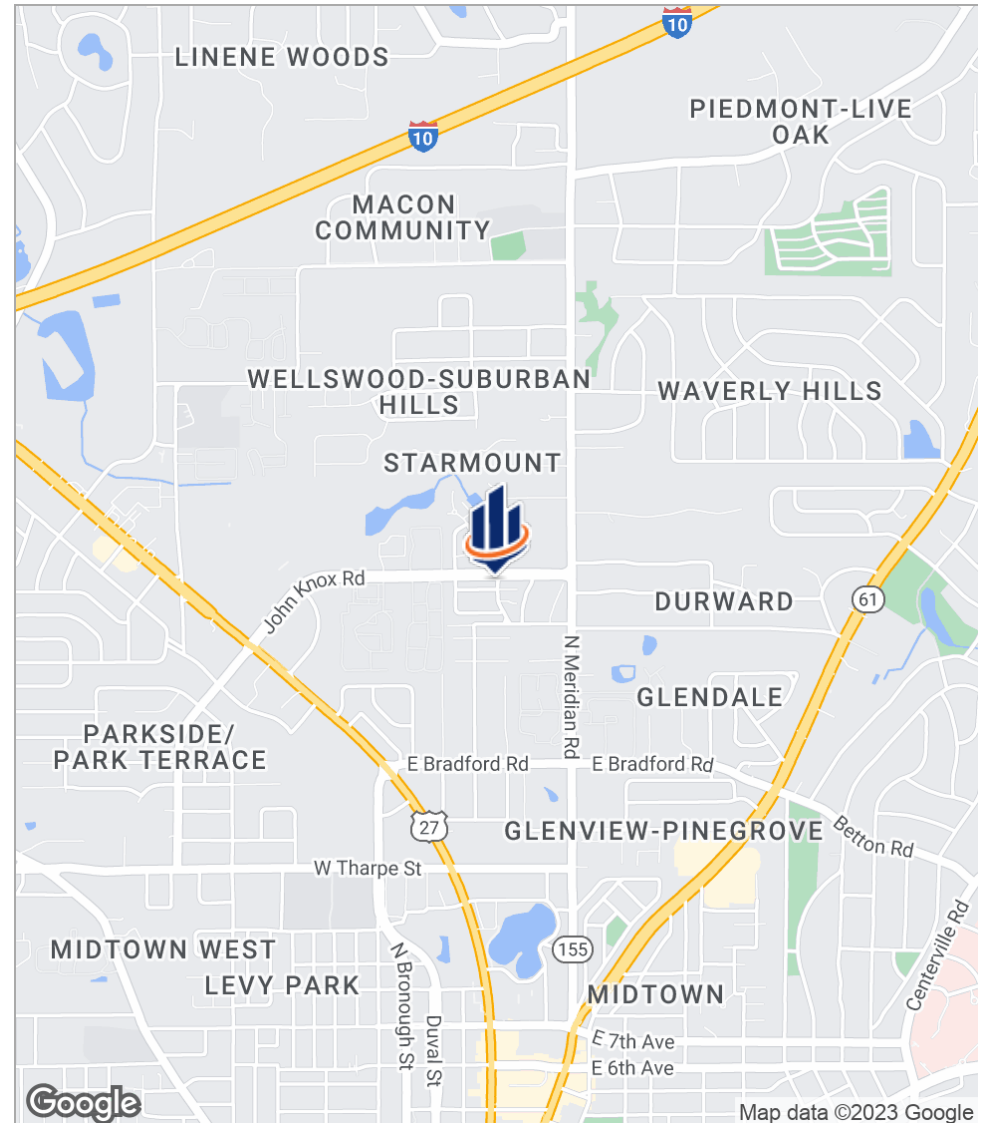 10
LINENE WOODS
PIEDMONT-LIVE
OAK
10
MACON
COMMUNITY
WELLSWOOD-SUBURBAN
HILLS
WAVERLY HILLS
STARMOUNT
John Knox Rd
DURWARD
61
N Meridian Rd
GLENDALE
PARKSIDE/
PARK TERRACE
E Bradford Rd
E Bradford Rd
27
GLENVIEW-PINEGROVE
Betton Rd
W Tharpe St
MIDTOWN WEST
N Bronough St
155
Centerville Rd
LEVY PARK
MIDTOWN
Duval St
E 7th Ave
E 6th Ave
Google
Map data ©2023 Google